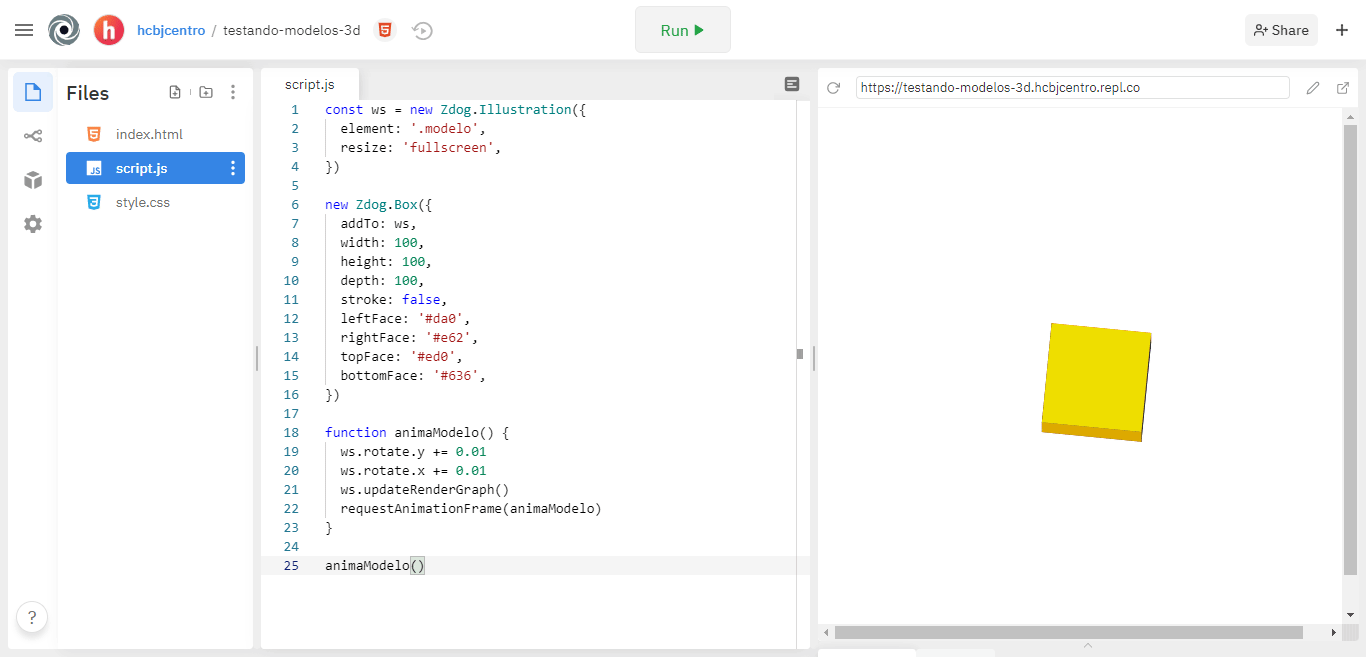 h hcbjcentro / testando-modelos-3d
Run
Share
Files
index.html
JS script.js
style.css
?
script.js
1 const ws = new Zdog.Illustration({
2 element: '.modelo',
3 resize: 'fullscreen',
4 })
5
6 new Zdog.Box({
7 addTo: ws,
8 width: 100,
9 height: 100,
10 depth: 100,
11 stroke: false,
12 leftFace: '#da0',
13 rightFace: '#e62',
14 topFace: '#ed0',
15 bottomFace: '#636',
16 })
17
18 function animaModelo() {
19 ws.rotate.y += 0.01
20 ws.rotate.x += 0.01
21 ws.updateRenderGraph()
22 requestAnimationFrame(animaModelo)
23 }
24
25 animaModelo()
https://testando-modelos-3d.hcbjcentro.repl.co